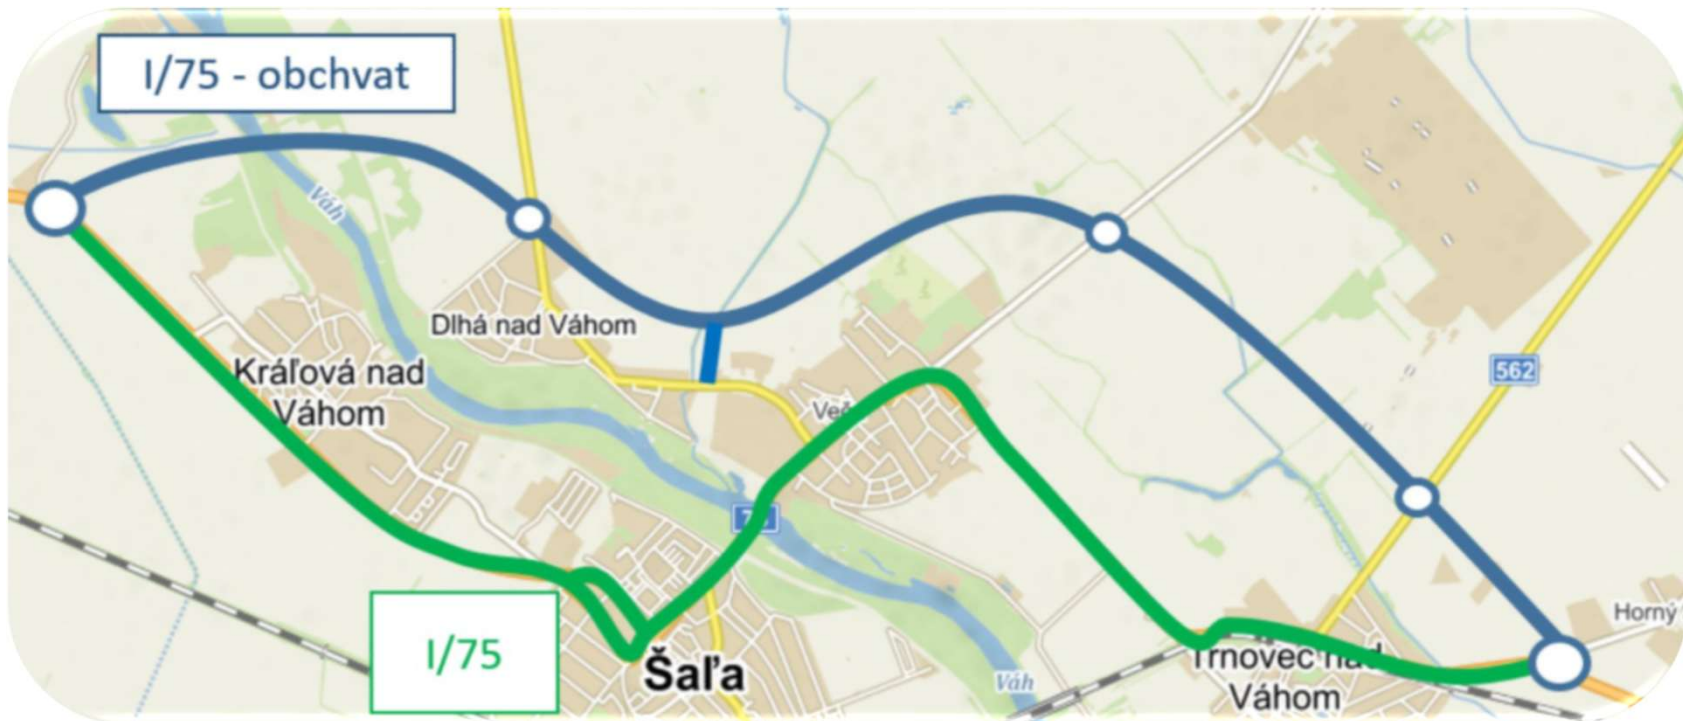 I/75 - obchvat
Váh
Dlhá nad Váhom
Kráľová nad
Váhom
562
I/75
Šaľa
Horný
Trnovec nad
Váhom
Váh